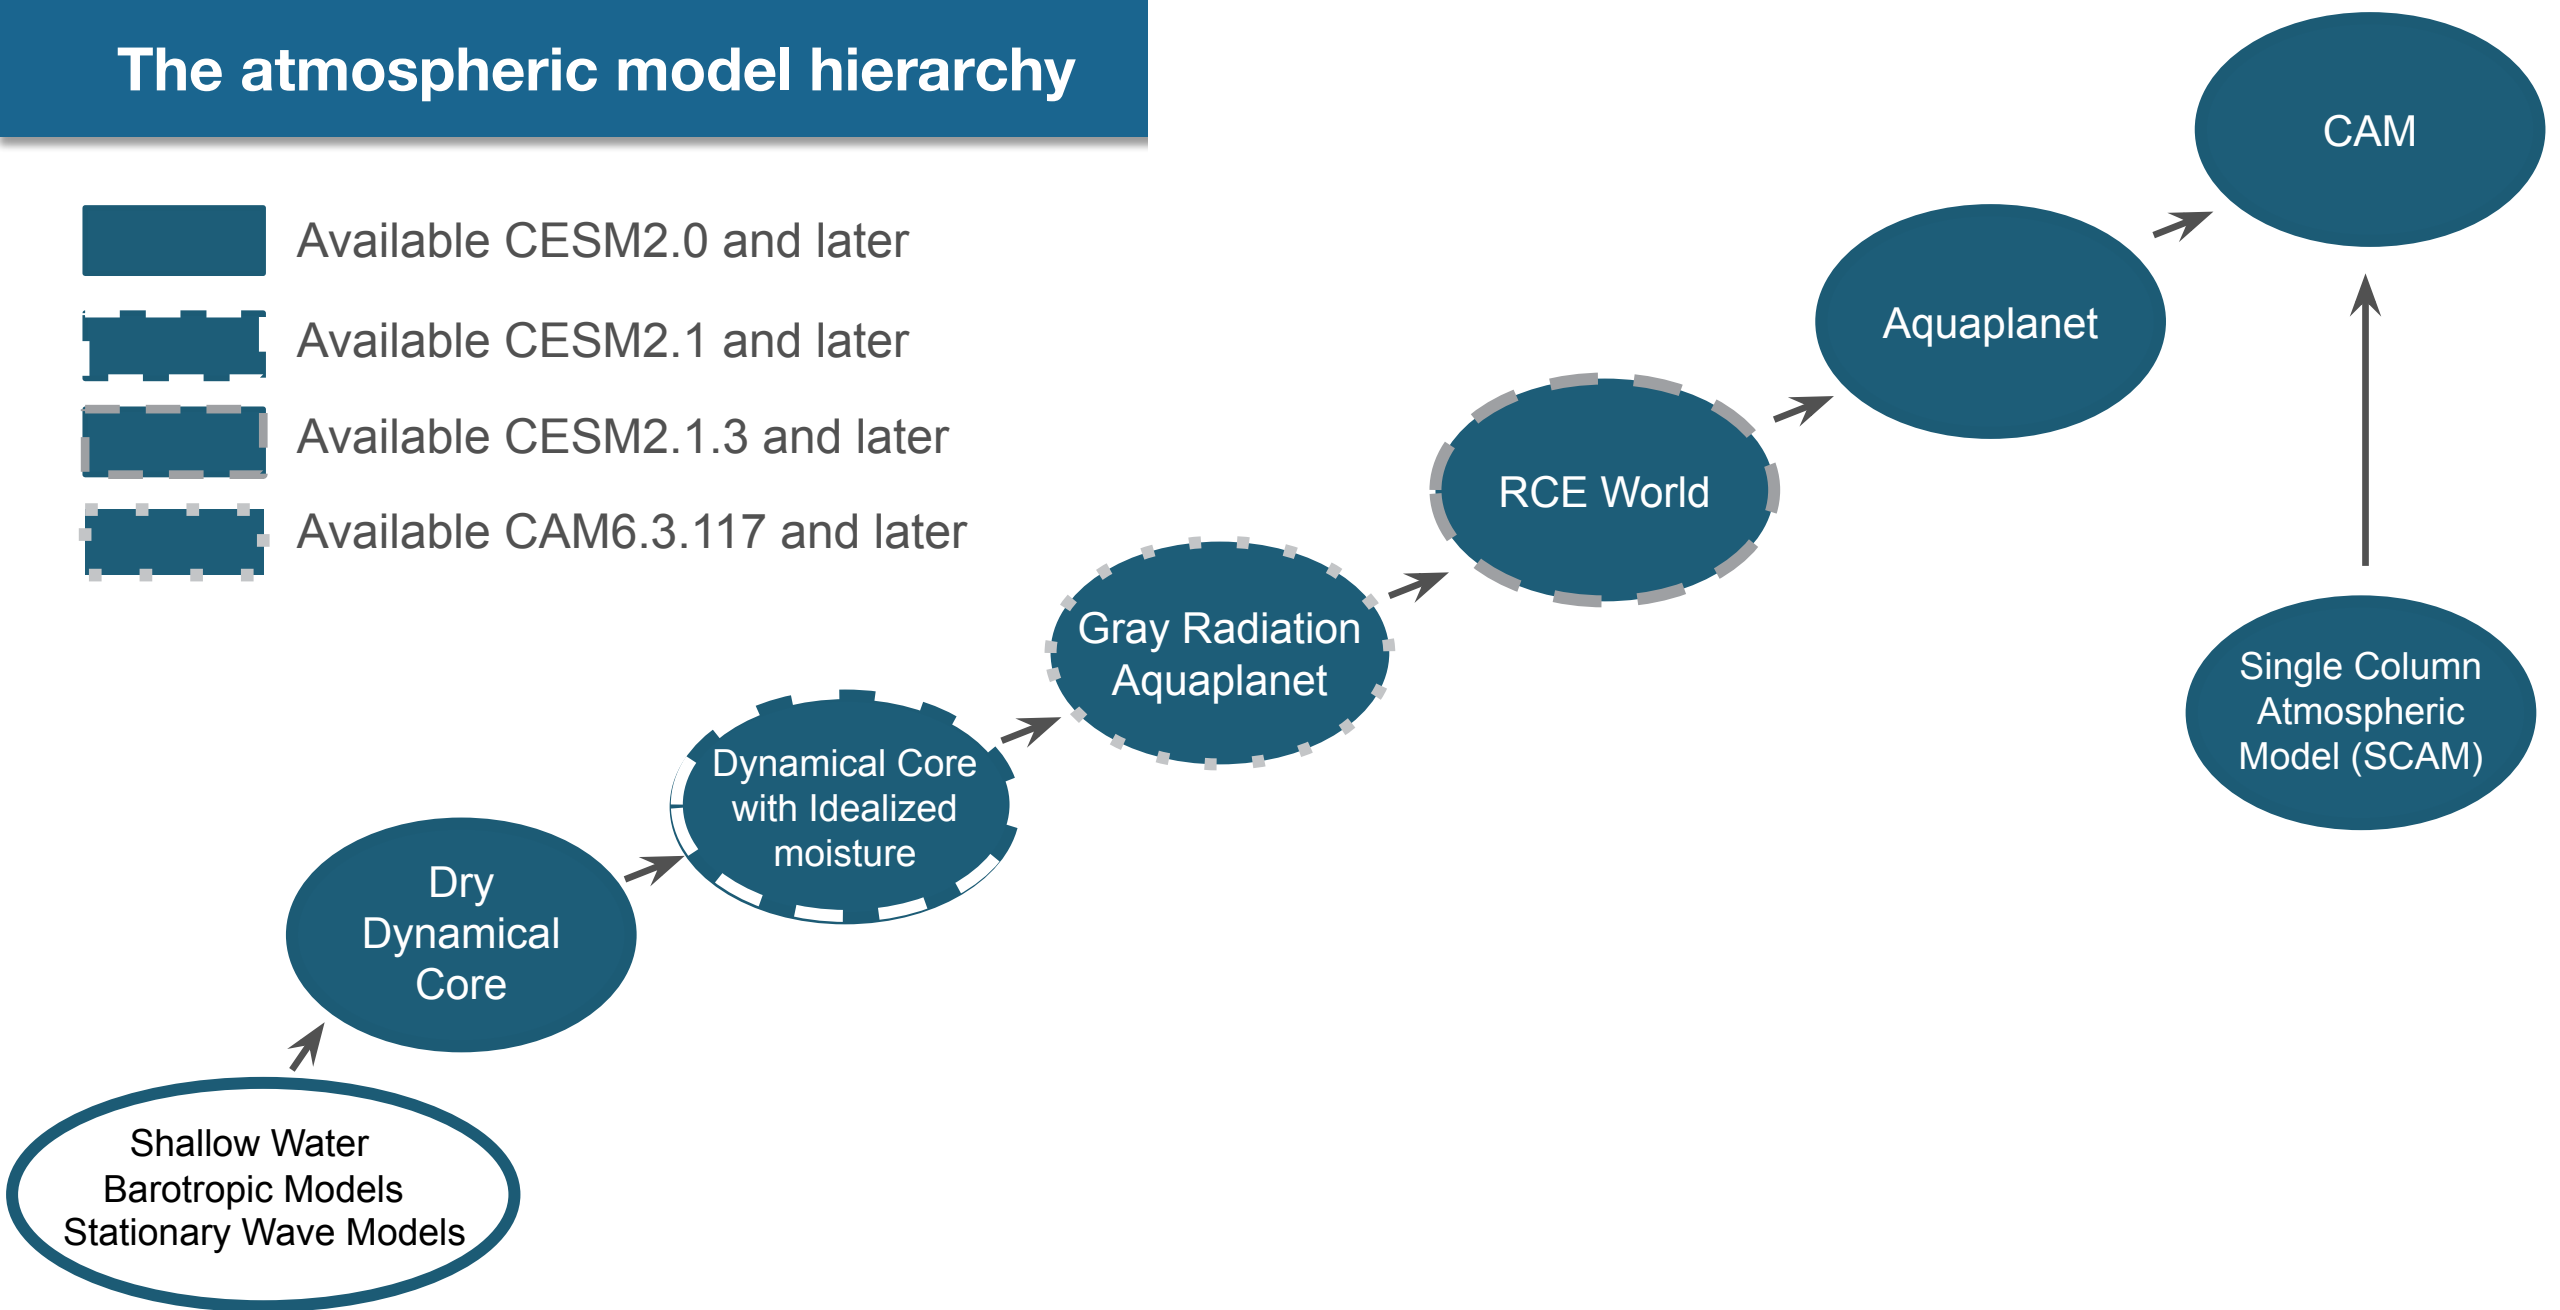 The atmospheric model hierarchy
Available CESM2.0 and later
Available CESM2.1 and later
Available CESM2.1.3 and later
Available CAM6.3.117 and later
CAM
Aquaplanet
RCE World
Gray Radiation
Aquaplanet
Dynamical Core
with Idealized
moisture
Dry
Dynamical
Core
Shallow Water
Barotropic Models
Stationary Wave Models
Single Column
Atmospheric
Model (SCAM)